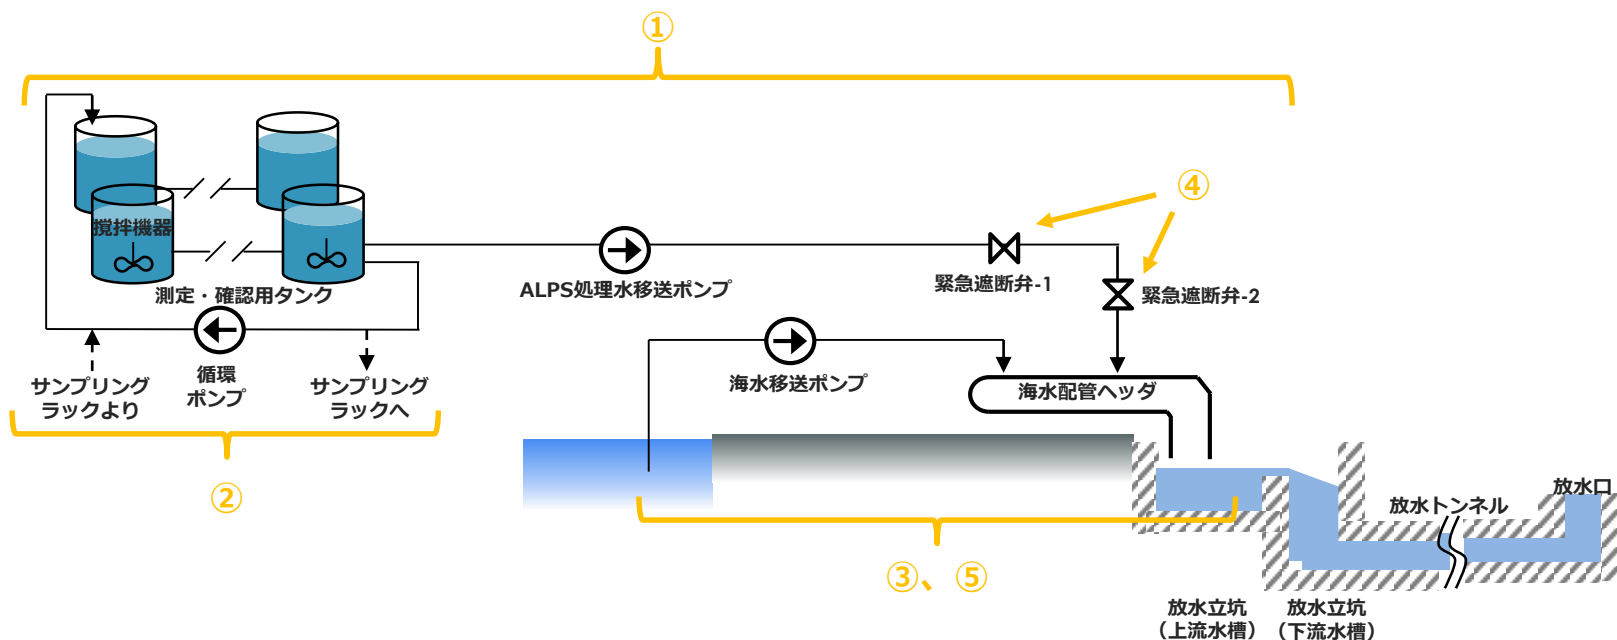 ①
④
撹拌機器
測定・確認用タンク
ALPS処理水移送ポンプ
緊急遮断弁-1
緊急遮断弁-2
サンプリング
ラックより
循環
ポンプ
サンプリング
ラックへ
海水移送ポンプ
海水配管ヘッダ
②
③、⑤
放水トンネル
放水口
放水立坑
（上流水槽）
放水立坑
（下流水槽）